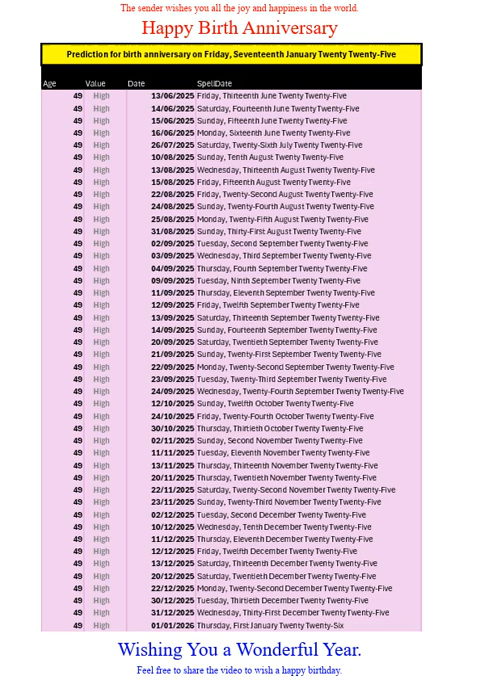 The sender wishes you all the joy and happiness in the world.
Happy Birth Anniversary
Prediction for birth anniversary on Friday, Seventeenth January Twenty Twenty-Five
Age Value Date SpellDate
49 High 13/06/2025 Friday, Thirteenth June Twenty Twenty-Five
49 High 14/06/2025 Saturday, Fourteenth June Twenty Twenty-Five
49 High 15/06/2025 Sunday, Fifteenth June Twenty Twenty-Five
49 High 16/06/2025 Monday, Sixteenth June Twenty Twenty-Five
49 High 26/07/2025 Saturday, Twenty-Sixth July Twenty Twenty-Five
49 High 10/08/2025 Sunday, Tenth August Twenty Twenty-Five
49 High 13/08/2025 Wednesday, Thirteenth August Twenty Twenty-Five
49 High 15/08/2025 Friday, Fifteenth August Twenty Twenty-Five
49 High 22/08/2025 Friday, Twenty-Second August Twenty Twenty-Five
49 High 24/08/2025 Sunday, Twenty-Fourth August Twenty Twenty-Five
49 High 25/08/2025 Monday, Twenty-Fifth August Twenty Twenty-Five
49 High 31/08/2025 Sunday, Thirty-First August Twenty Twenty-Five
49 High 02/09/2025 Tuesday, Second September Twenty Twenty-Five
49 High 03/09/2025 Wednesday, Third September Twenty Twenty-Five
49 High 04/09/2025 Thursday, Fourth September Twenty Twenty-Five
49 High 09/09/2025 Tuesday, Ninth September Twenty Twenty-Five
49 High 11/09/2025 Thursday, Eleventh September Twenty Twenty-Five
49 High 12/09/2025 Friday, Twelfth September Twenty Twenty-Five
49 High 13/09/2025 Saturday, Thirteenth September Twenty Twenty-Five
49 High 14/09/2025 Sunday, Fourteenth September Twenty Twenty-Five
49 High 20/09/2025 Saturday, Twentieth September Twenty Twenty-Five
49 High 21/09/2025 Sunday, Twenty-First September Twenty Twenty-Five
49 High 22/09/2025 Monday, Twenty-Second September Twenty Twenty-Five
49 High 23/09/2025 Tuesday, Twenty-Third September Twenty Twenty-Five
49 High 24/09/2025 Wednesday, Twenty-Fourth September Twenty Twenty-Five
49 High 12/10/2025 Sunday, Twelfth October Twenty Twenty-Five
49 High 24/10/2025 Friday, Twenty-Fourth October Twenty Twenty-Five
49 High 30/10/2025 Thursday, Thirtieth October Twenty Twenty-Five
49 High 02/11/2025 Sunday, Second November Twenty Twenty-Five
49 High 11/11/2025 Tuesday, Eleventh November Twenty Twenty-Five
49 High 13/11/2025 Thursday, Thirteenth November Twenty Twenty-Five
49 High 20/11/2025 Thursday, Twentieth November Twenty Twenty-Five
49 High 22/11/2025 Saturday, Twenty-Second November Twenty Twenty-Five
49 High 23/11/2025 Sunday, Twenty-Third November Twenty Twenty-Five
49 High 02/12/2025 Tuesday, Second December Twenty Twenty-Five
49 High 10/12/2025 Wednesday, Tenth December Twenty Twenty-Five
49 High 11/12/2025 Thursday, Eleventh December Twenty Twenty-Five
49 High 12/12/2025 Friday, Twelfth December Twenty Twenty-Five
49 High 13/12/2025 Saturday, Thirteenth December Twenty Twenty-Five
49 High 20/12/2025 Saturday, Twentieth December Twenty Twenty-Five
49 High 22/12/2025 Monday, Twenty-Second December Twenty Twenty-Five
49 High 30/12/2025 Tuesday, Thirtieth December Twenty Twenty-Five
49 High 31/12/2025 Wednesday, Thirty-First December Twenty Twenty-Five
49 High 01/01/2026 Thursday, First January Twenty Twenty-Six
Wishing You a Wonderful Year.
Feel free to share the video to wish a happy birthday.